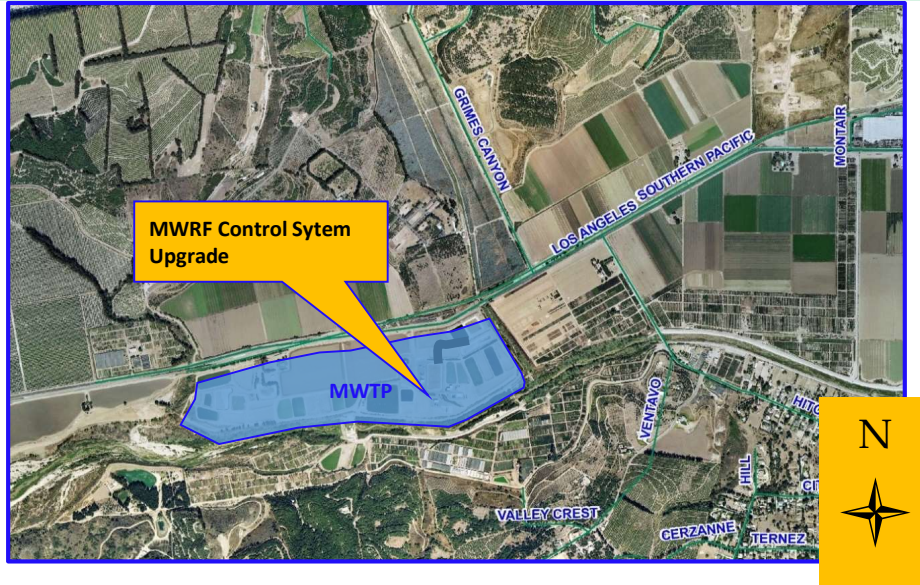 GRIMES CANYON
LOS ANGELES SOUTHERN PACIFIC
MONTAIR
MWRF Control Sytem
Upgrade
MWTP
VENTAVO
HITC
HILL
CIT
VALLEY CREST
CERZANNE
TERNEZ
N